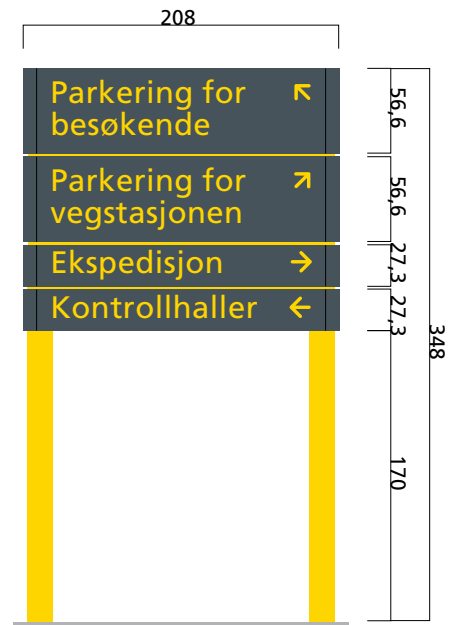 208
Parkering for
besøkende
56,6
Parkering for
vegstasjonen
56,6
Ekspedisjon
27,3
Kontrollhaller
27,3
348
170